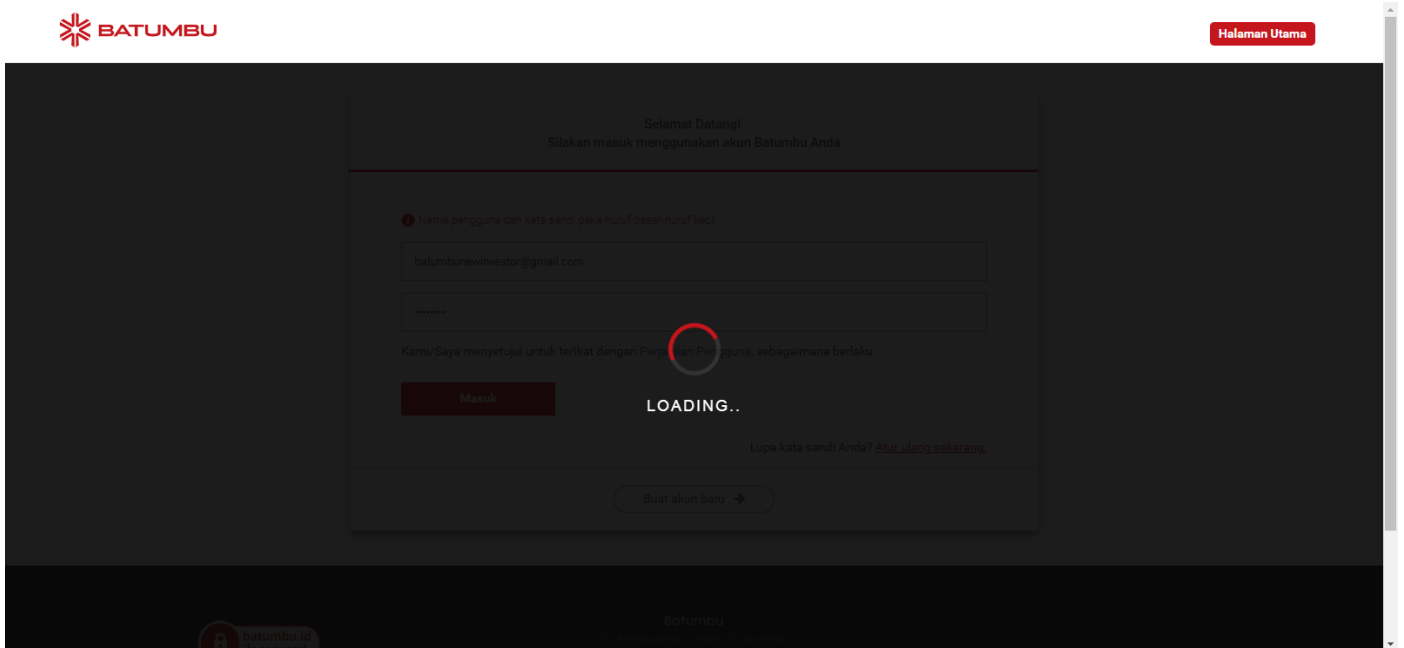 BATUMBU
Halaman Utama
Selamat Datang!
Silakan masuk menggunakan akun Batumbu Anda
Nama pengguna dan kata sandi peka huruf besar-huruf kecil
batumbunewinvestor@gmail.com
Kami/Saya menyetujui untuk terikat dengan Pengguna, sebagaimana berlaku
Masuk
LOADING..
Lupa kata sandi Anda? Atur ulang sekarang.
Buat akun baru
Batumbu
batumbu.id